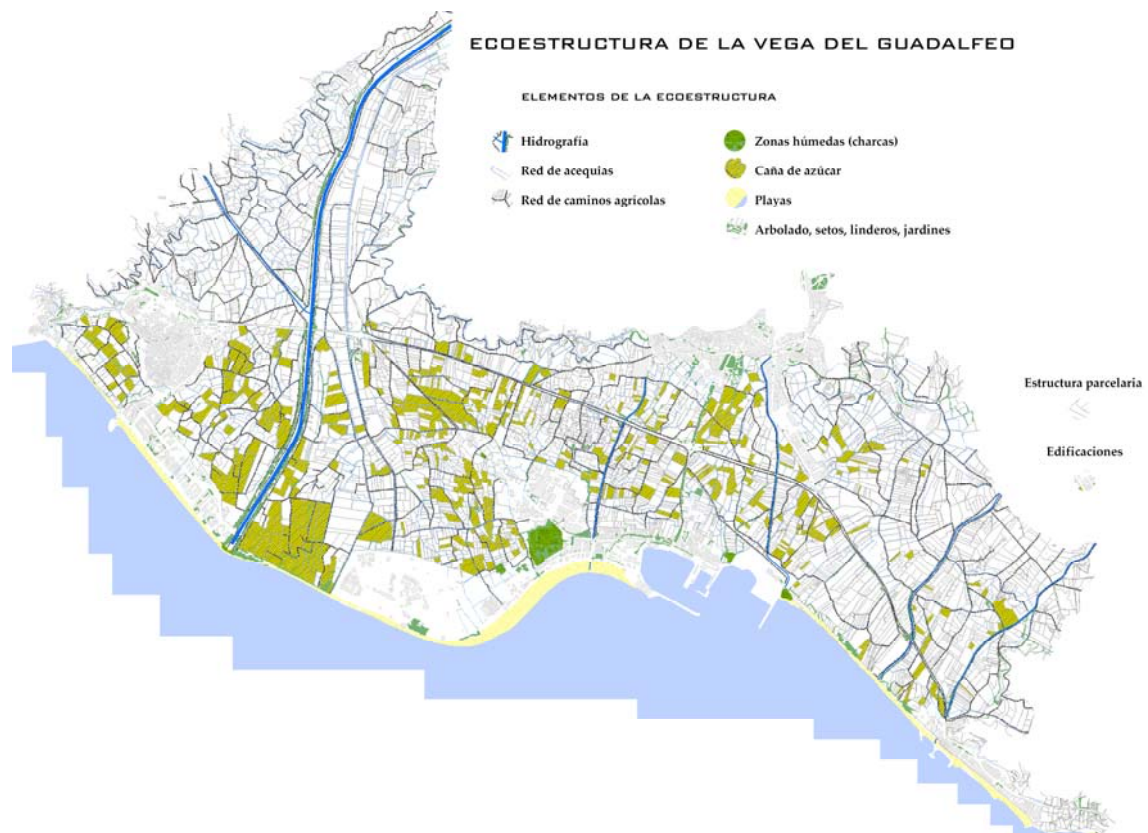 ECOESTRUCTURA DE LA VEGA DEL GUADALFEO
ELEMENTOS DE LA ECOESTRUCTURA
Hidrografía
Red de acequias
Red de caminos agrícolas
Zonas húmedas (charcas)
Caña de azúcar
Playas
Arbolado, setos, linderos, jardines
Estructura parcelaria
Edificaciones